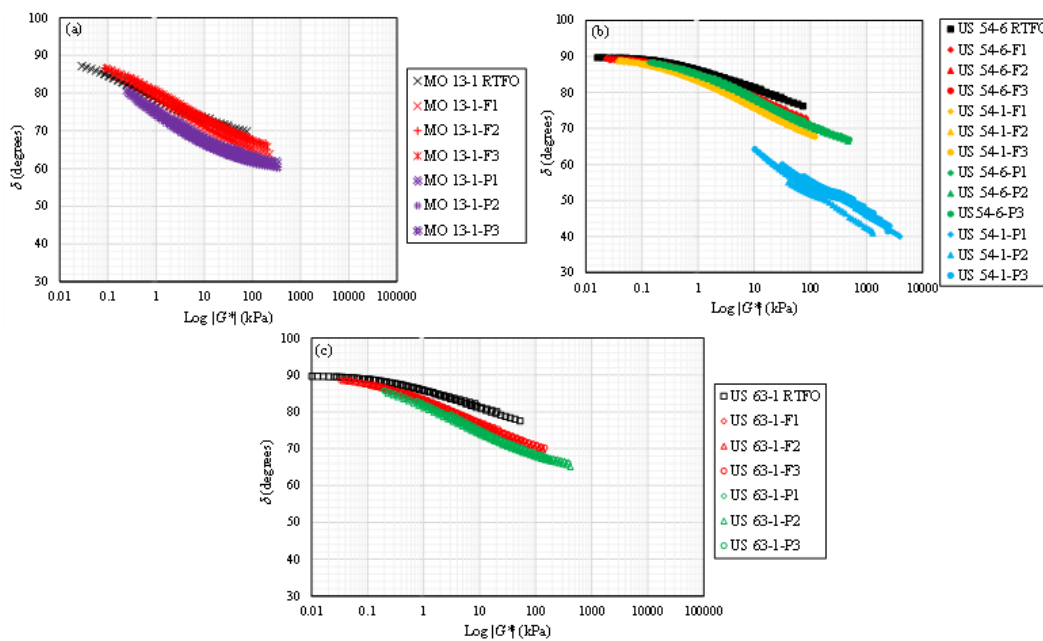 (a)
100
90
80
70
60
50
40
30
δ (degrees)
0.01 0.1 1 10 100 1000 10000 100000
Log |G*| (kPa)
MO 13-1 RTFO
MO 13-1-F1
MO 13-1-F2
MO 13-1-F3
MO 13-1-P1
MO 13-1-P2
MO 13-1-P3
(b)
100
90
80
70
60
50
40
30
δ (degrees)
0.01 0.1 1 10 100 1000 10000 100000
Log |G*| (kPa)
US 54-6 RTFO
US 54-6-F1
US 54-6-F2
US 54-6-F3
US 54-1-F1
US 54-1-F2
US 54-1-F3
US 54-6-P1
US 54-6-P2
US54-6-P3
US 54-1-P1
US 54-1-P2
US 54-1-P3
(c)
100
90
80
70
60
50
40
30
δ (degrees)
0.01 0.1 1 10 100 1000 10000 100000
Log |G*| (kPa)
US 63-1 RTFO
US 63-1-F1
US 63-1-F2
US 63-1-F3
US 63-1-P1
US 63-1-P2
US 63-1-P3